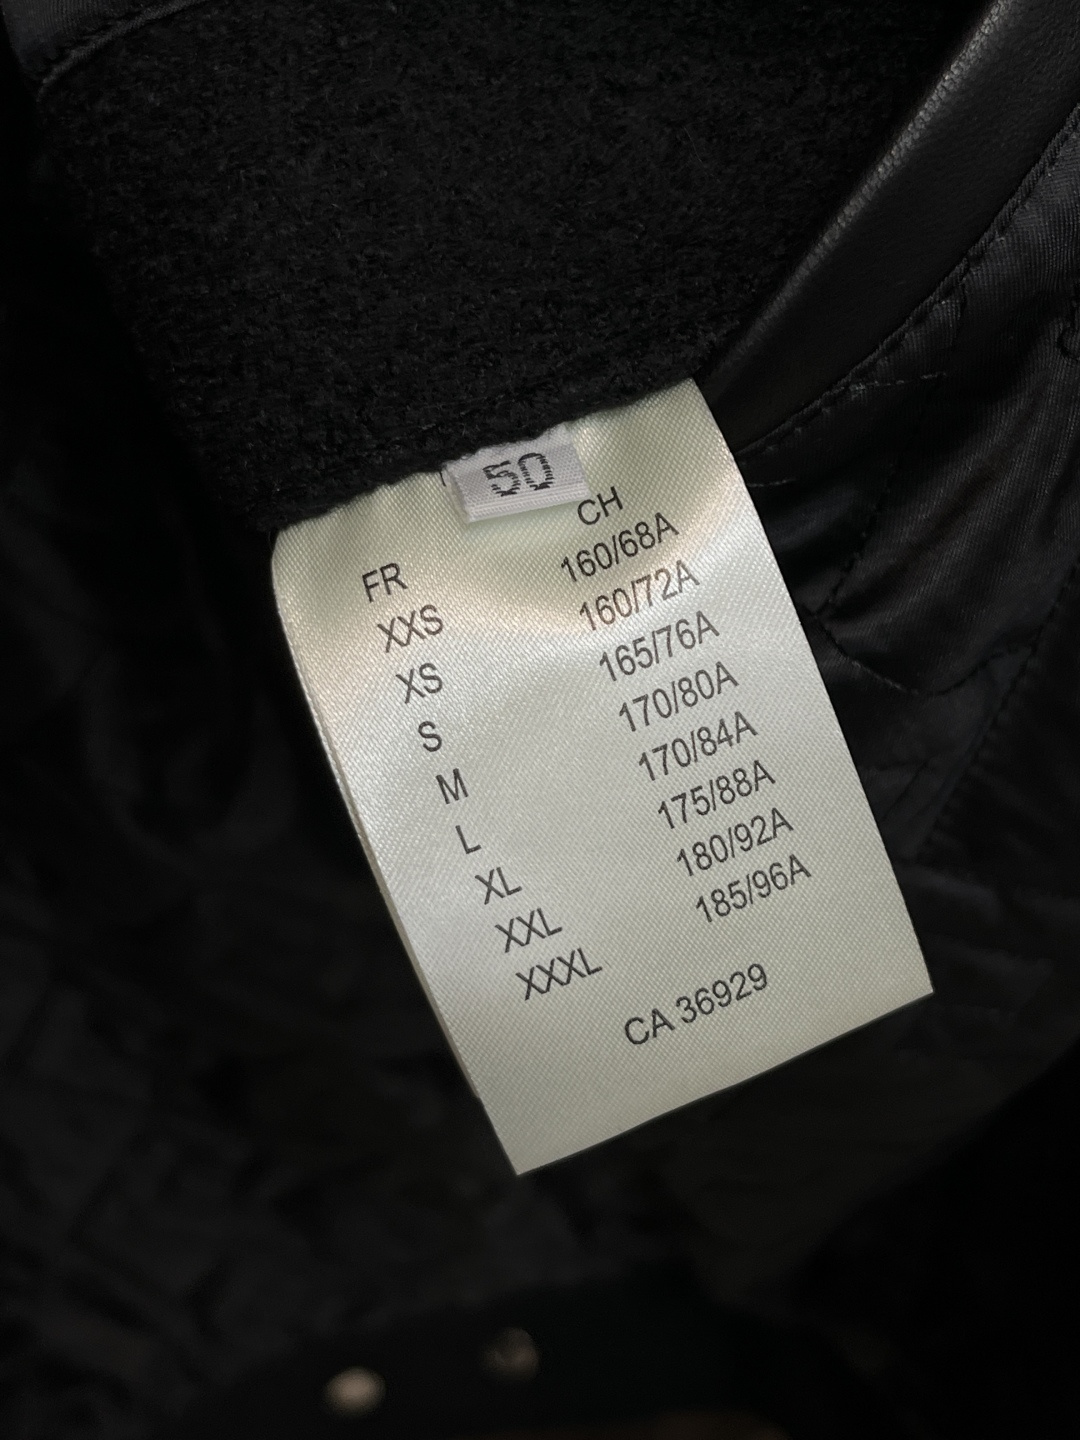 50
FR CH
XXS 160/68A
XS 160/72A
S 165/76A
M 170/80A
L 170/84A
XL 175/88A
XXL 180/92A
XXXL 185/96A
CA 36929